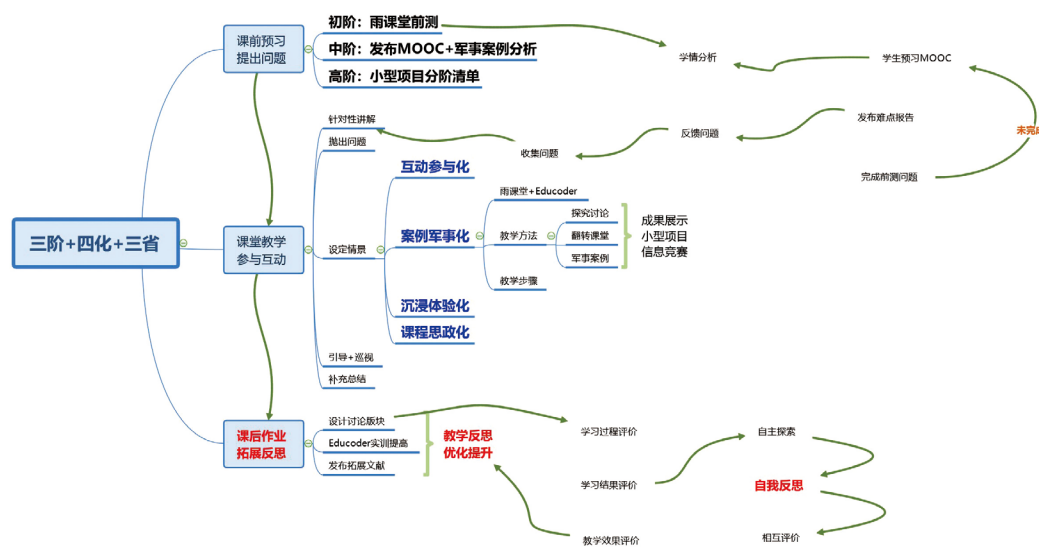 三阶+四化+三省
课前预习
提出问题
初阶：雨课堂前测
中阶：发布MOOC+军事案例分析
高阶：小型项目分阶清单
学情分析
学生预习MOOC
未完成
发布难点报告
反馈问题
收集问题
完成前测问题
课堂教学
参与互动
针对性讲解
抛出问题
设定情景
引导+巡视
补充总结
互动参与化
案例军事化
沉浸体验化
课程思政化
雨课堂+Educoder
教学方法
教学步骤
探究讨论
翻转课堂
军事案例
成果展示
小型项目
信息竞赛
课后作业
拓展反思
设计讨论版块
Educoder实训提高
发布拓展文献
教学反思
优化提升
学习过程评价
学习结果评价
教学效果评价
自主探索
自我反思
相互评价